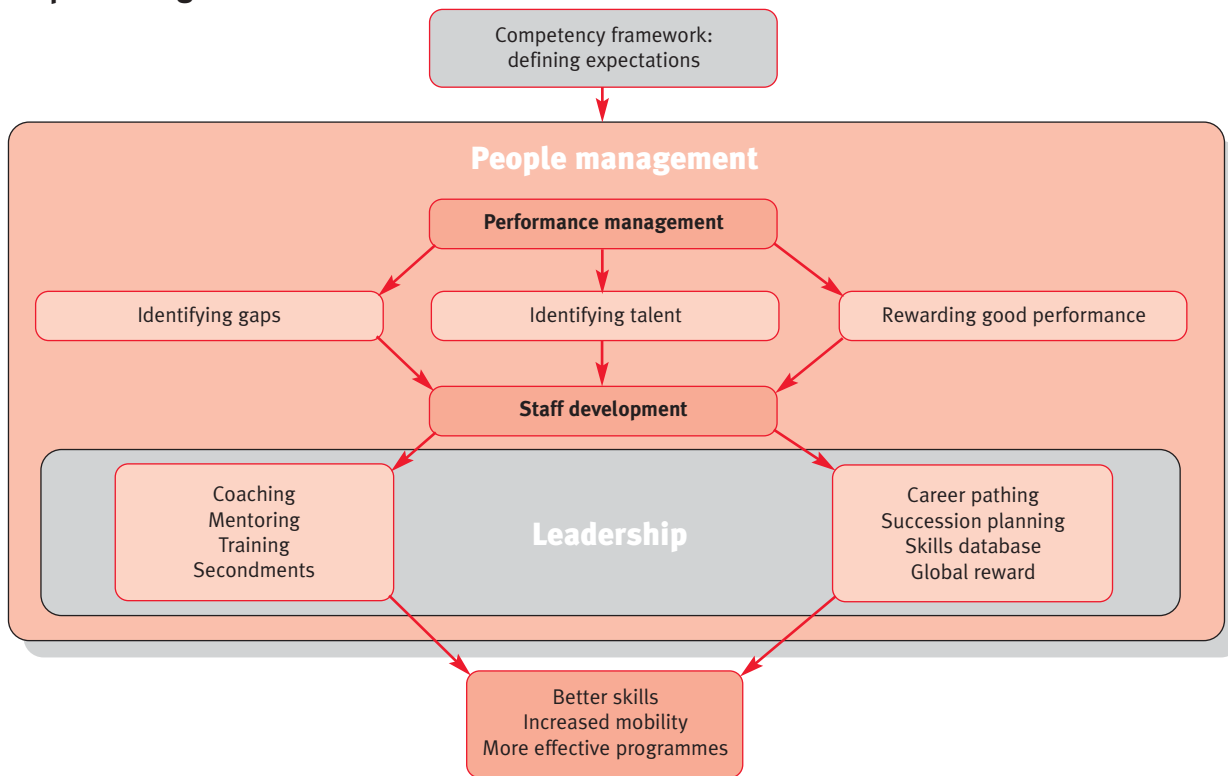 Competency framework:
defining expectations
People management
Performance management
Identifying gaps
Identifying talent
Rewarding good performance
Staff development
Coaching
Mentoring
Training
Secondments
Leadership
Career pathing
Succession planning
Skills database
Global reward
Better skills
Increased mobility
More effective programmes